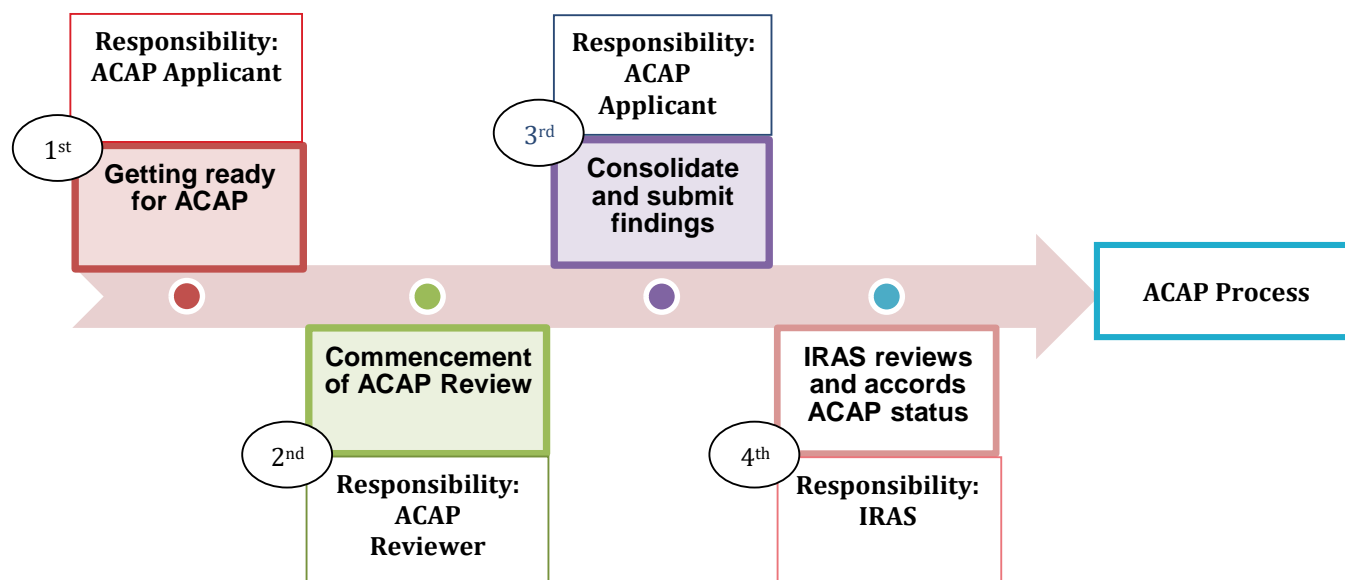 Responsibility:
ACAP Applicant
1st
Getting ready
for ACAP
Commencement
of ACAP Review
2nd
Responsibility:
ACAP
Reviewer
Responsibility:
ACAP
Applicant
3rd
Consolidate
and submit
findings
IRAS reviews
and accords
ACAP status
4th
Responsibility:
IRAS
ACAP Process